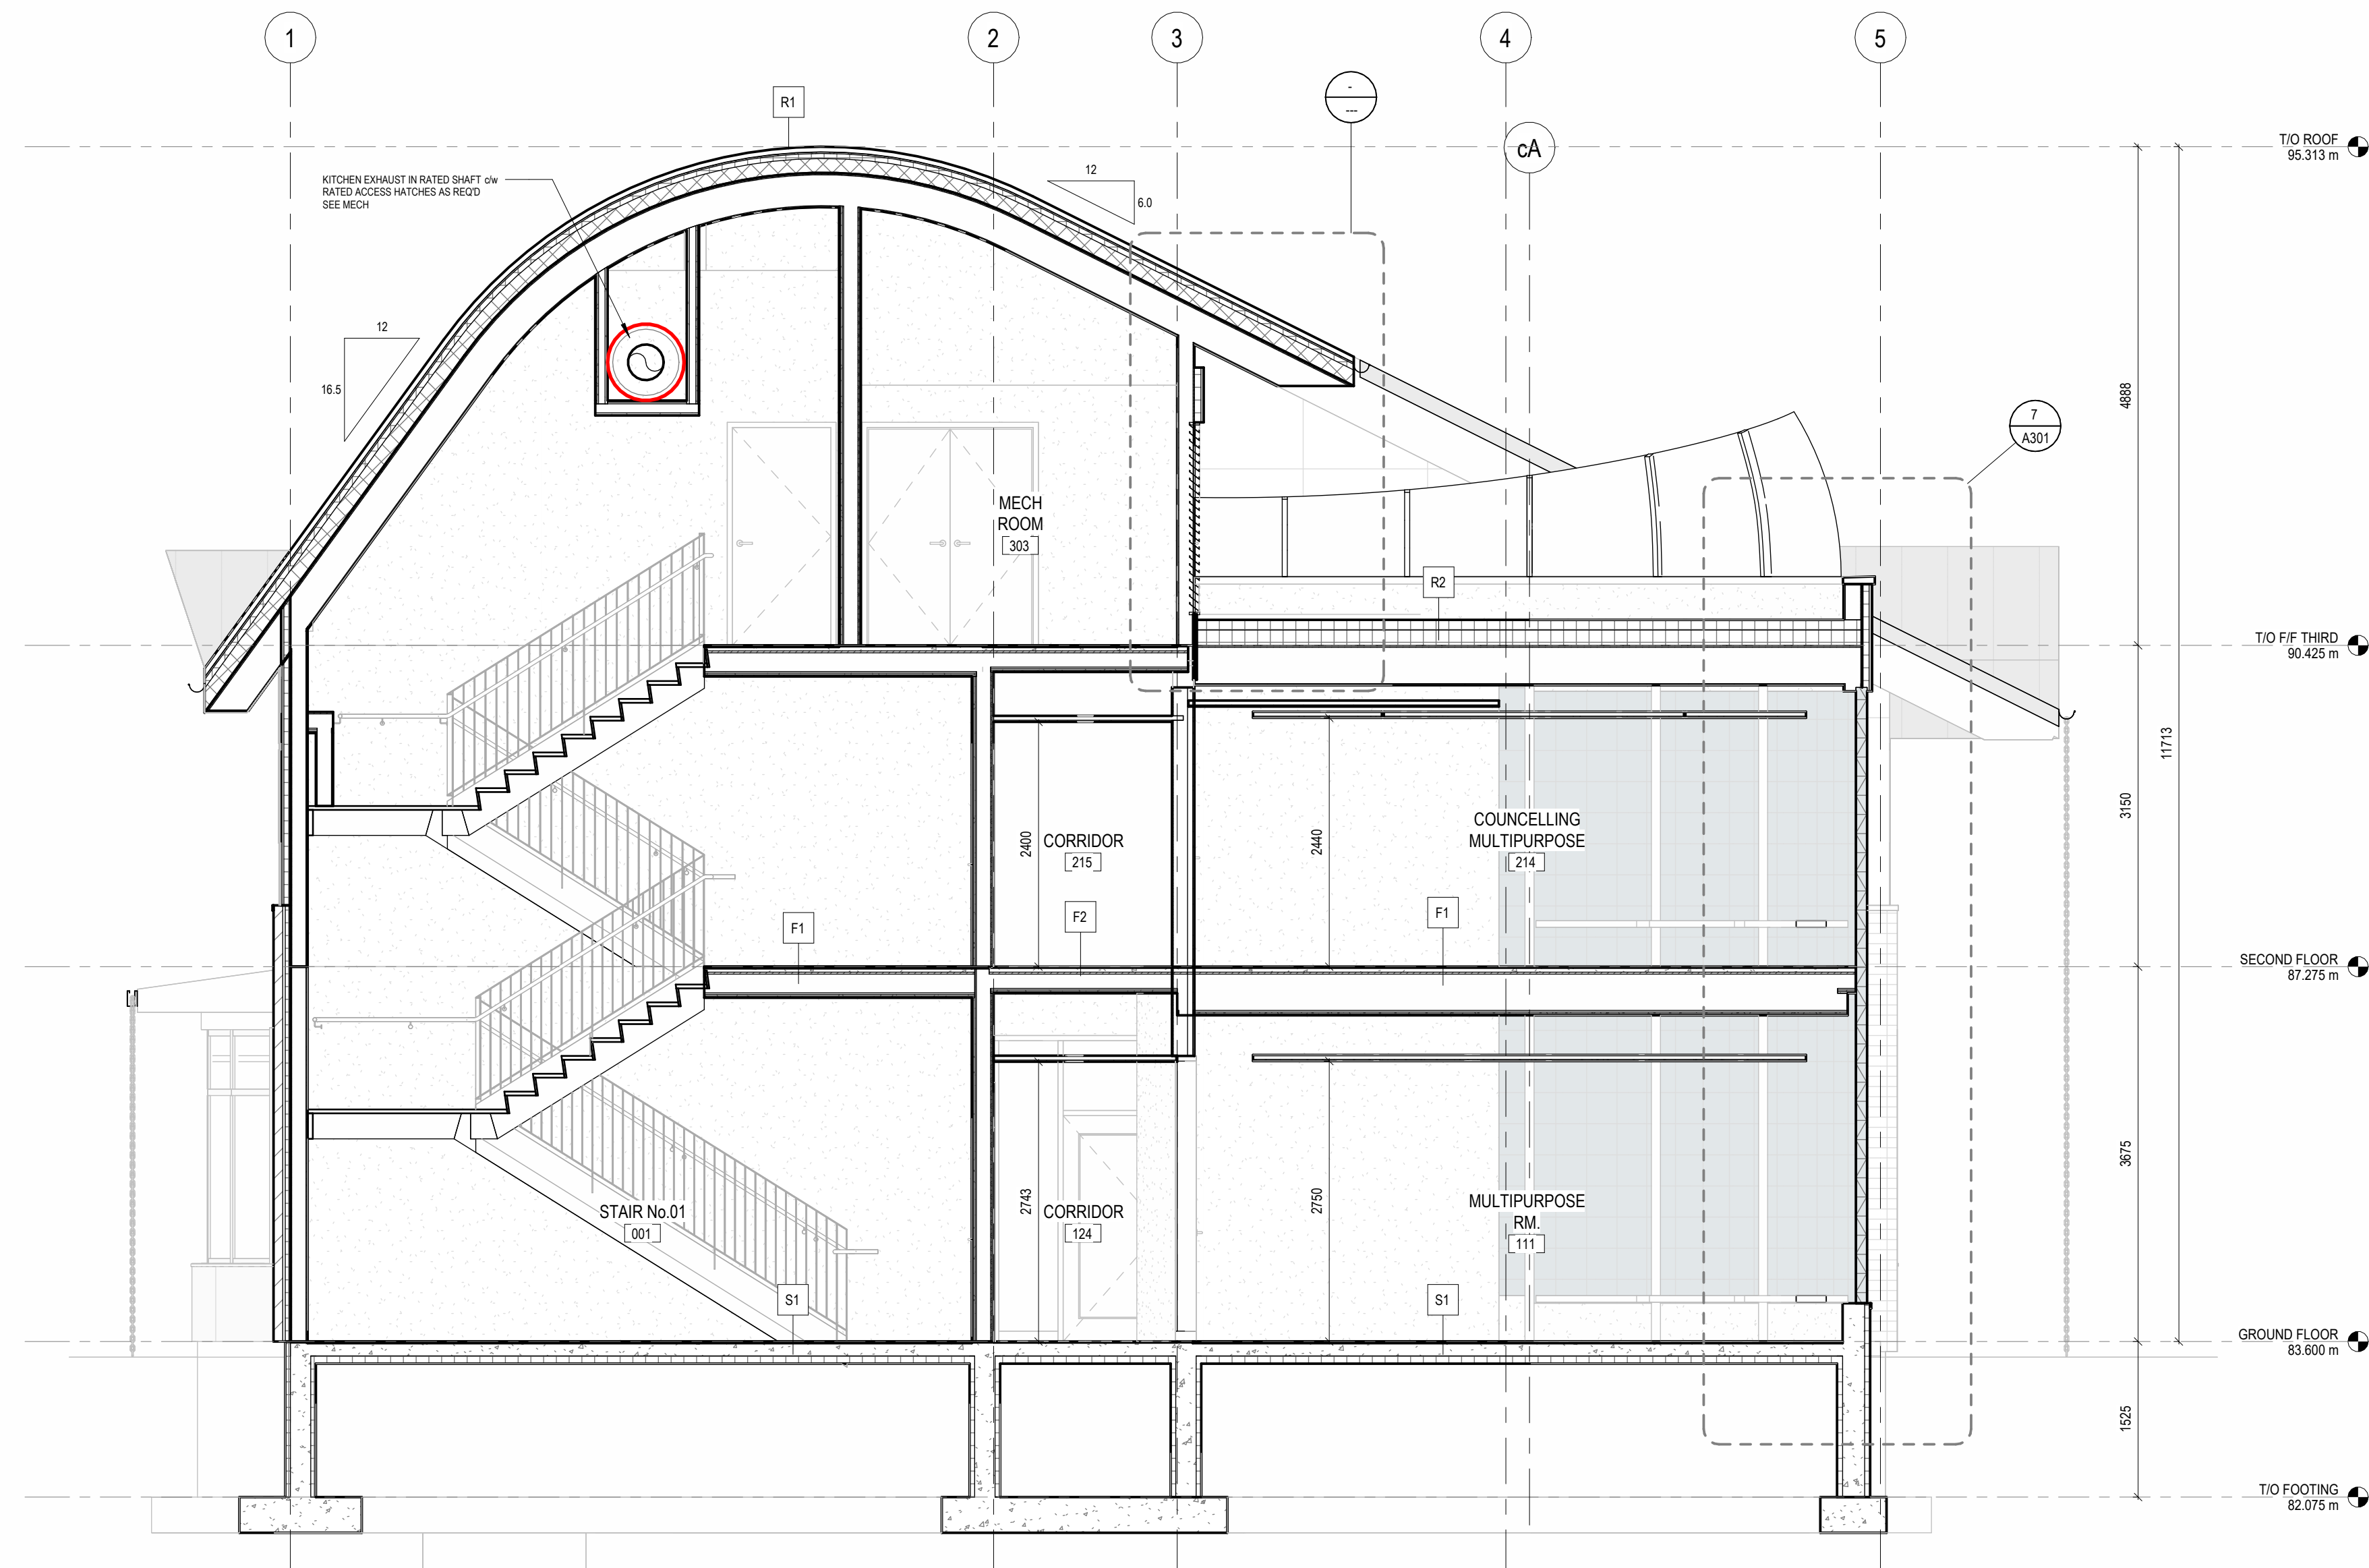 1
2
3
4
5
R1
-
---
cA
T/O ROOF
95.313 m
KITCHEN EXHAUST IN RATED SHAFT c/w
RATED ACCESS HATCHES AS REQ'D
SEE MECH
12
6.0
12
16.5
4888
7
A301
MECH
ROOM
303
R2
T/O F/F THIRD
90.425 m
11713
3150
2400
CORRIDOR
215
2440
COUNCELLING
MULTIPURPOSE
214
F1
F2
F1
SECOND FLOOR
87.275 m
3675
STAIR No.01
001
2743
CORRIDOR
124
2750
MULTIPURPOSE
RM.
111
S1
S1
GROUND FLOOR
83.600 m
1525
T/O FOOTING
82.075 m